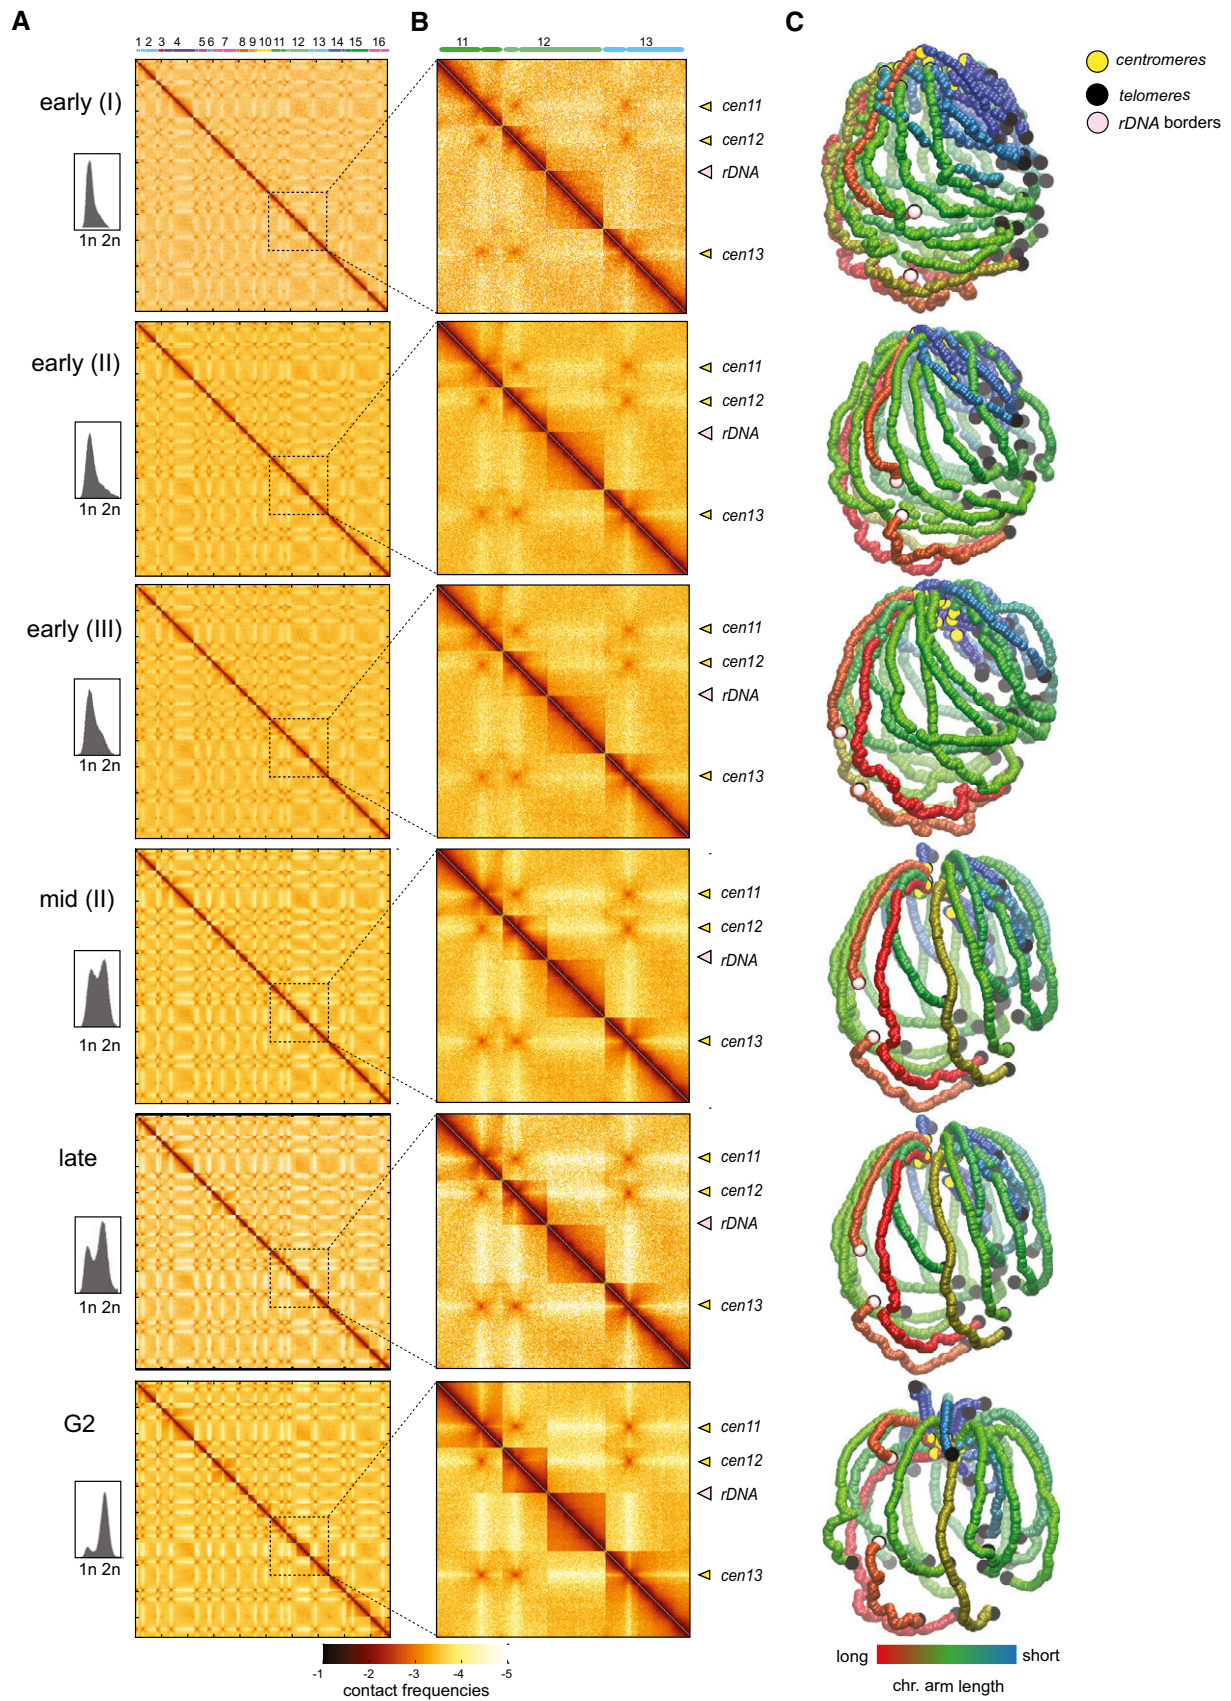 A
B
C
1 2 3 4 5 6 7 8 9 10 11 12 13 14 15 16
11 12 13
centromeres
telomeres
rDNA borders
early (I)
1n 2n
cen11
cen12
rDNA
cen13
early (II)
1n 2n
cen11
cen12
rDNA
cen13
early (III)
1n 2n
cen11
cen12
rDNA
cen13
mid (II)
1n 2n
cen11
cen12
rDNA
cen13
late
1n 2n
cen11
cen12
rDNA
cen13
G2
1n 2n
cen11
cen12
rDNA
cen13
-1 -2 -3 -4 -5
contact frequencies
long short
chr. arm length